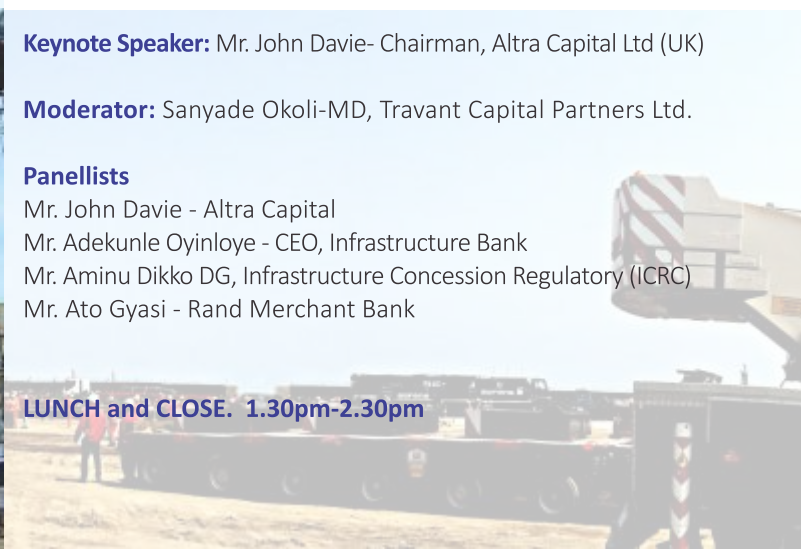 Keynote Speaker: Mr. John Davie- Chairman, Altra Capital Ltd (UK)
Moderator: Sanyade Okoli-MD, Travant Capital Partners Ltd.
Panellists
Mr. John Davie - Altra Capital
Mr. Adekunle Oyinloye - CEO, Infrastructure Bank
Mr. Aminu Dikko DG, Infrastructure Concession Regulatory (ICRC)
Mr. Ato Gyasi - Rand Merchant Bank
LUNCH and CLOSE. 1.30pm-2.30pm